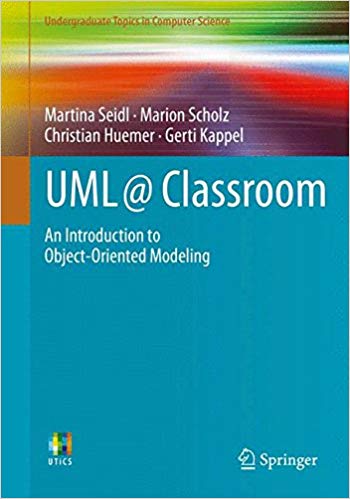 Undergraduate Topics in Computer Science
Martina Seidl · Marion Scholz
Christian Huemer · Gerti Kappel
UML @ Classroom
An Introduction to
Object-Oriented Modeling
UTiCS
Springer